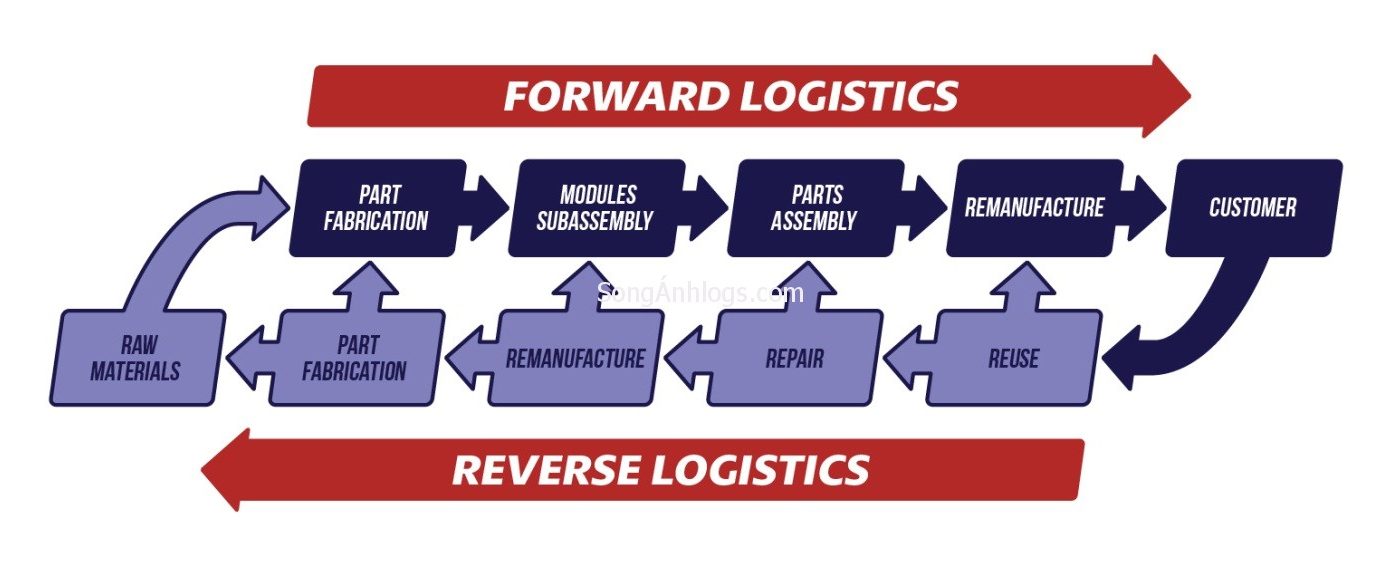 FORWARD LOGISTICS
PART
FABRICATION
MODULES
SUBASSEMBLY
PARTS
ASSEMBLY
REMANUFACTURE
CUSTOMER
SongÁnhlogs.com
RAW
MATERIALS
PART
FABRICATION
REMANUFACTURE
REPAIR
REUSE
REVERSE LOGISTICS